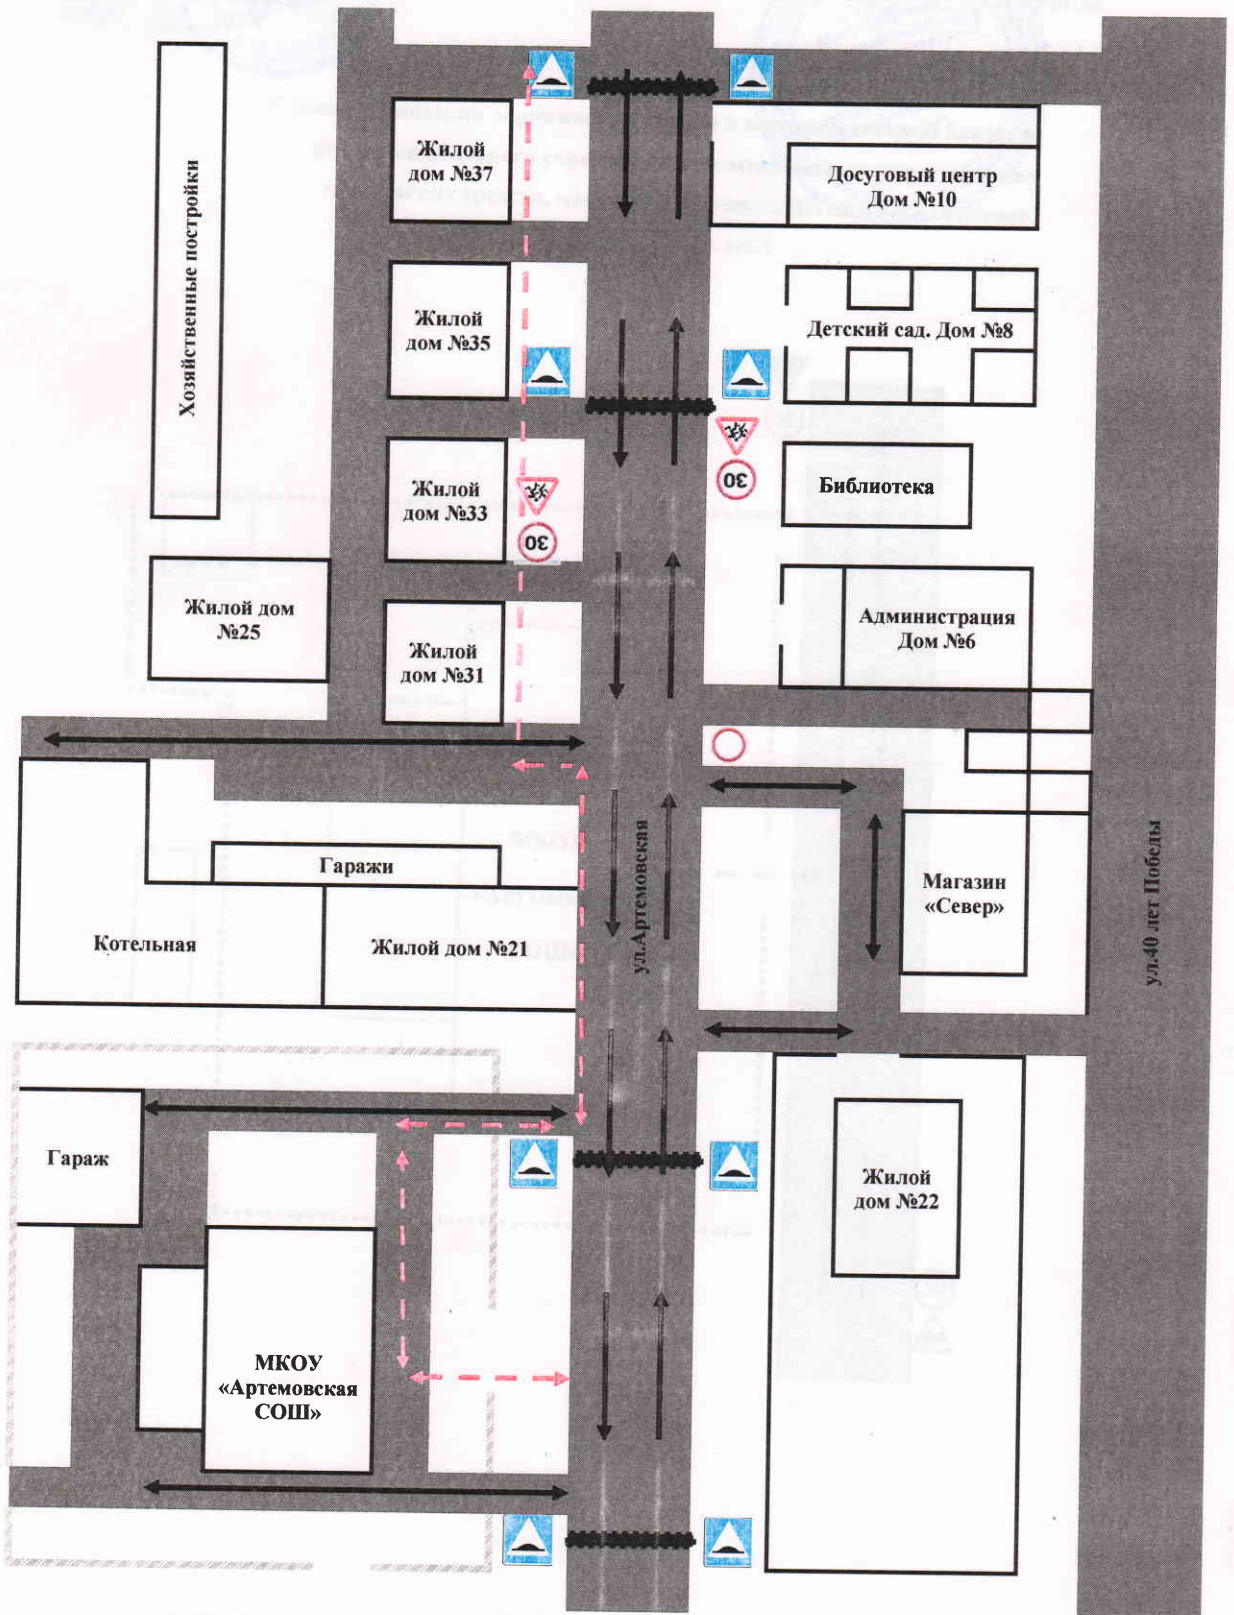 Жилой
дом №37
Досуговый центр
Дом №10
Хозяйственные постройки
Жилой
дом №35
Детский сад. Дом №8
Жилой
дом №33
30
30
Библиотека
Жилой дом
№25
Жилой
дом №31
Администрация
Дом №6
ул.Артемовская
ул.40 лет Победы
Гаражи
Магазин
«Север»
Котельная
Жилой дом №21
Гараж
Жилой
дом №22
МКОУ
«Артемовская
СОШ»